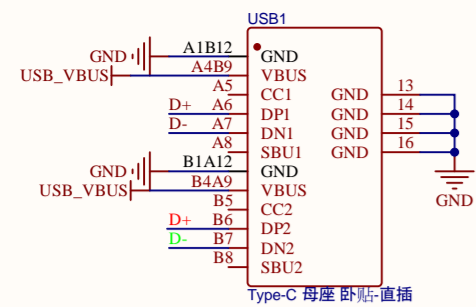 USB1
GND A1B12 GND
USB_VBUS A4B9 VBUS
A5 CC1 GND 13
D+ A6 DP1 GND 14
D- A7 DN1 GND 15
A8 SBU1 GND 16
GND B1A12 GND
USB_VBUS B4A9 VBUS
GND
B5 CC2
D+ B6 DP2
D- B7 DN2
B8 SBU2
Type-C 母座 卧贴-直插